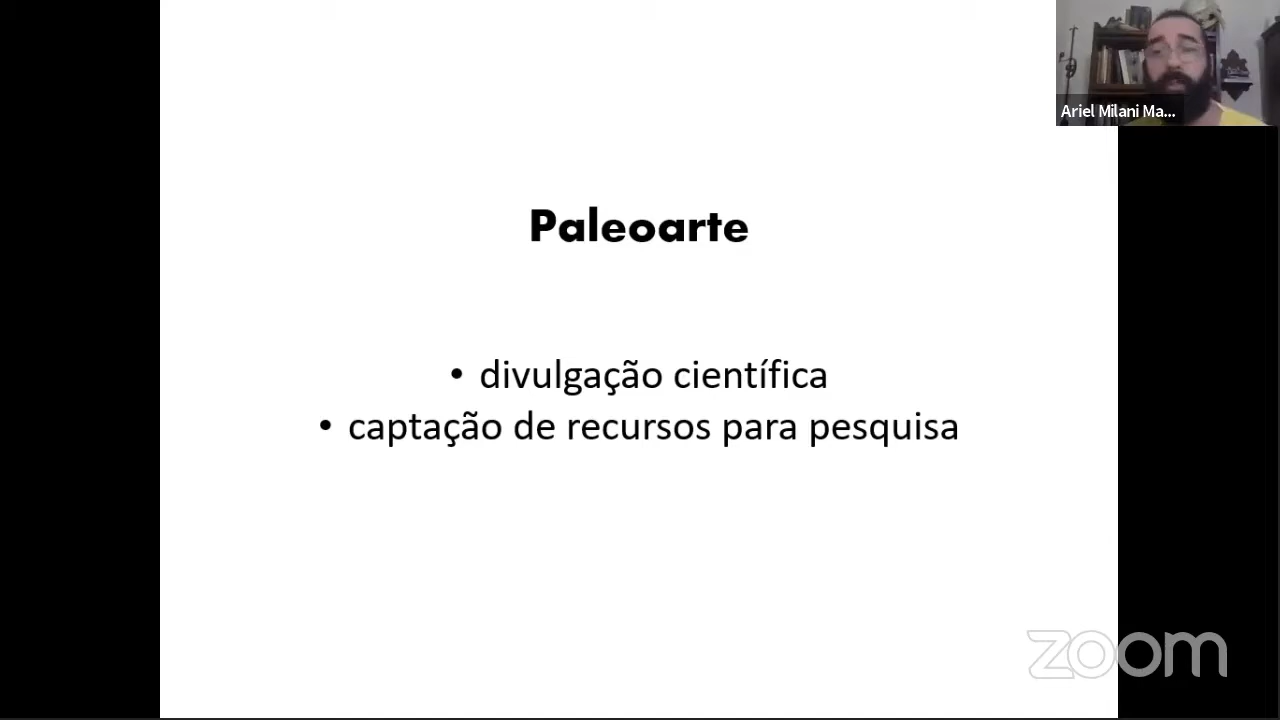 Ariel Milani Ma...
Paleoarte
• divulgação científica
• captação de recursos para pesquisa
zoom